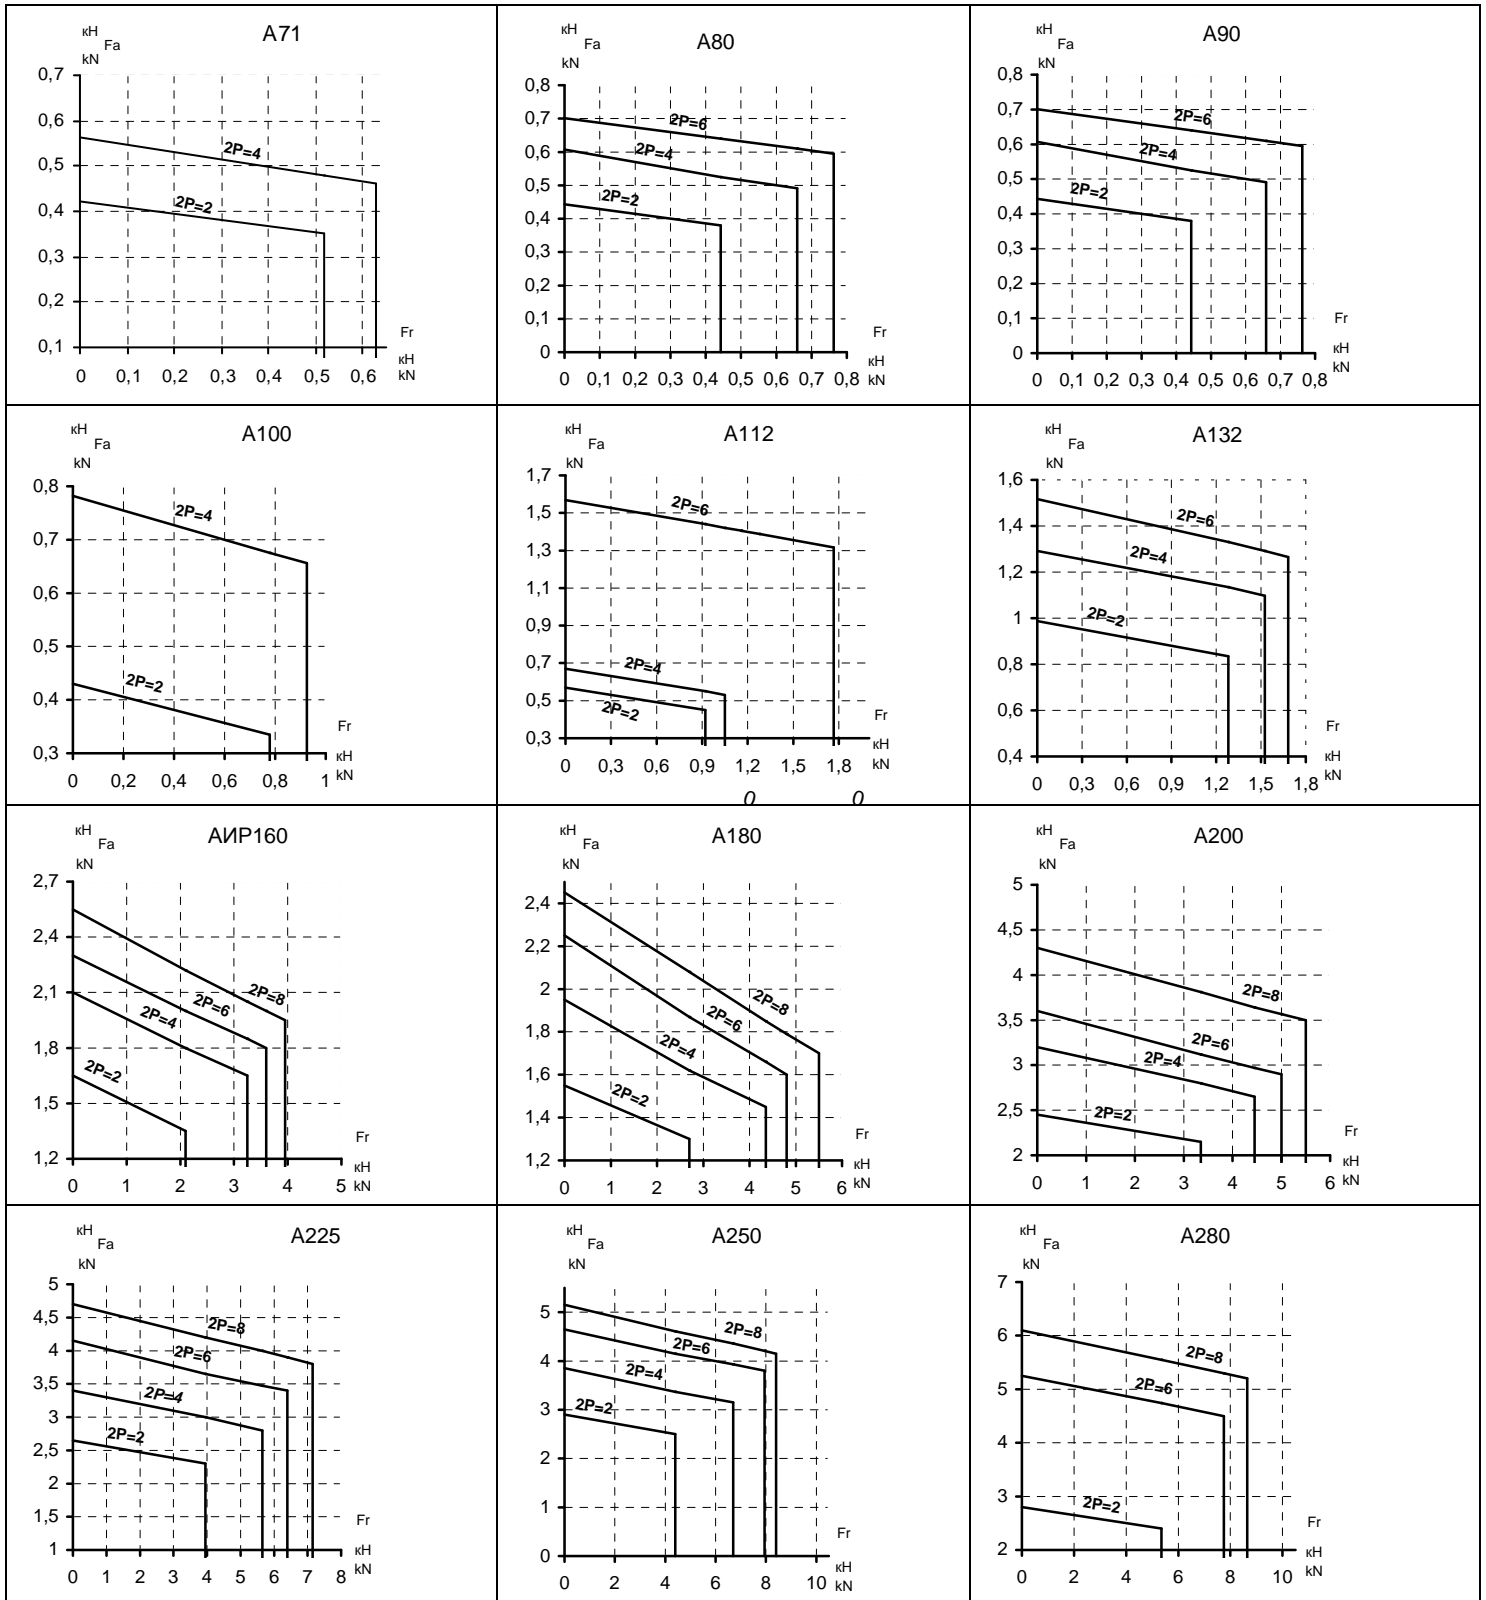 кН
Fa
kN
А71
0,7
0,6
0,5
0,4
0,3
0,2
0,1
2P=4
2P=2
Fr
кН
kN
0 0,1 0,2 0,3 0,4 0,5 0,6
кН
Fa
kN
А80
0,8
0,7
0,6
0,5
0,4
0,3
0,2
0,1
0
2P=6
2P=4
2P=2
Fr
кН
kN
0 0,1 0,2 0,3 0,4 0,5 0,6 0,7 0,8
кН
Fa
kN
А90
0,8
0,7
0,6
0,5
0,4
0,3
0,2
0,1
0
2P=6
2P=4
2P=2
Fr
кН
kN
0 0,1 0,2 0,3 0,4 0,5 0,6 0,7 0,8
кН
Fa
kN
А100
0,8
0,7
0,6
0,5
0,4
0,3
2P=4
2P=2
Fr
кН
kN
0 0,2 0,4 0,6 0,8 1
кН
Fa
kN
А112
1,7
1,5
1,3
1,1
0,9
0,7
0,5
0,3
2P=6
2P=4
2P=2
Fr
кН
kN
0 0,3 0,6 0,9 1,2 1,5 1,8
0 0
кН
Fa
kN
А132
1,6
1,4
1,2
1
0,8
0,6
0,4
2P=6
2P=4
2P=2
Fr
кН
kN
0 0,3 0,6 0,9 1,2 1,5 1,8
кН
Fa
kN
АИР160
2,7
2,4
2,1
1,8
1,5
1,2
2P=8
2P=6
2P=4
2P=2
Fr
кН
kN
0 1 2 3 4 5
кН
Fa
kN
А180
2,4
2,2
2
1,8
1,6
1,4
1,2
2P=8
2P=6
2P=4
2P=2
Fr
кН
kN
0 1 2 3 4 5 6
кН
Fa
kN
А200
5
4,5
4
3,5
3
2,5
2
2P=8
2P=6
2P=4
2P=2
Fr
кН
kN
0 1 2 3 4 5 6
кН
Fa
kN
А225
5
4,5
4
3,5
3
2,5
2
1,5
1
2P=8
2P=6
2P=4
2P=2
Fr
кН
kN
0 1 2 3 4 5 6 7 8
кН
Fa
kN
А250
5
4
3
2
1
0
2P=8
2P=6
2P=4
2P=2
Fr
кН
kN
0 2 4 6 8 10
кН
Fa
kN
А280
7
6
5
4
3
2
2P=8
2P=6
2P=2
Fr
кН
kN
0 2 4 6 8 10